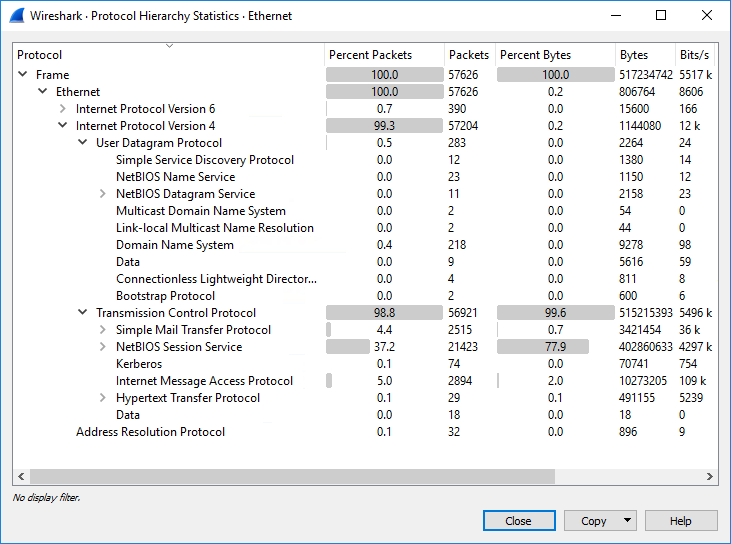 Wireshark · Protocol Hierarchy Statistics · Ethernet
Protocol Percent Packets Packets Percent Bytes Bytes Bits/s
Frame 100.0 57626 100.0 517234742 5517 k
Ethernet 100.0 57626 0.2 806764 8606
Internet Protocol Version 6 0.7 390 0.0 15600 166
Internet Protocol Version 4 99.3 57204 0.2 1144080 12 k
User Datagram Protocol 0.5 283 0.0 2264 24
Simple Service Discovery Protocol 0.0 12 0.0 1380 14
NetBIOS Name Service 0.0 23 0.0 1150 12
NetBIOS Datagram Service 0.0 11 0.0 2158 23
Multicast Domain Name System 0.0 2 0.0 54 0
Link-local Multicast Name Resolution 0.0 2 0.0 44 0
Domain Name System 0.4 218 0.0 9278 98
Data 0.0 9 0.0 5616 59
Connectionless Lightweight Director... 0.0 4 0.0 811 8
Bootstrap Protocol 0.0 2 0.0 600 6
Transmission Control Protocol 98.8 56921 99.6 515215393 5496 k
Simple Mail Transfer Protocol 4.4 2515 0.7 3421454 36 k
NetBIOS Session Service 37.2 21423 77.9 402860633 4297 k
Kerberos 0.1 74 0.0 70741 754
Internet Message Access Protocol 5.0 2894 2.0 10273205 109 k
Hypertext Transfer Protocol 0.1 29 0.1 491155 5239
Data 0.0 18 0.0 18 0
Address Resolution Protocol 0.1 32 0.0 896 9
No display filter.
Close Copy Help